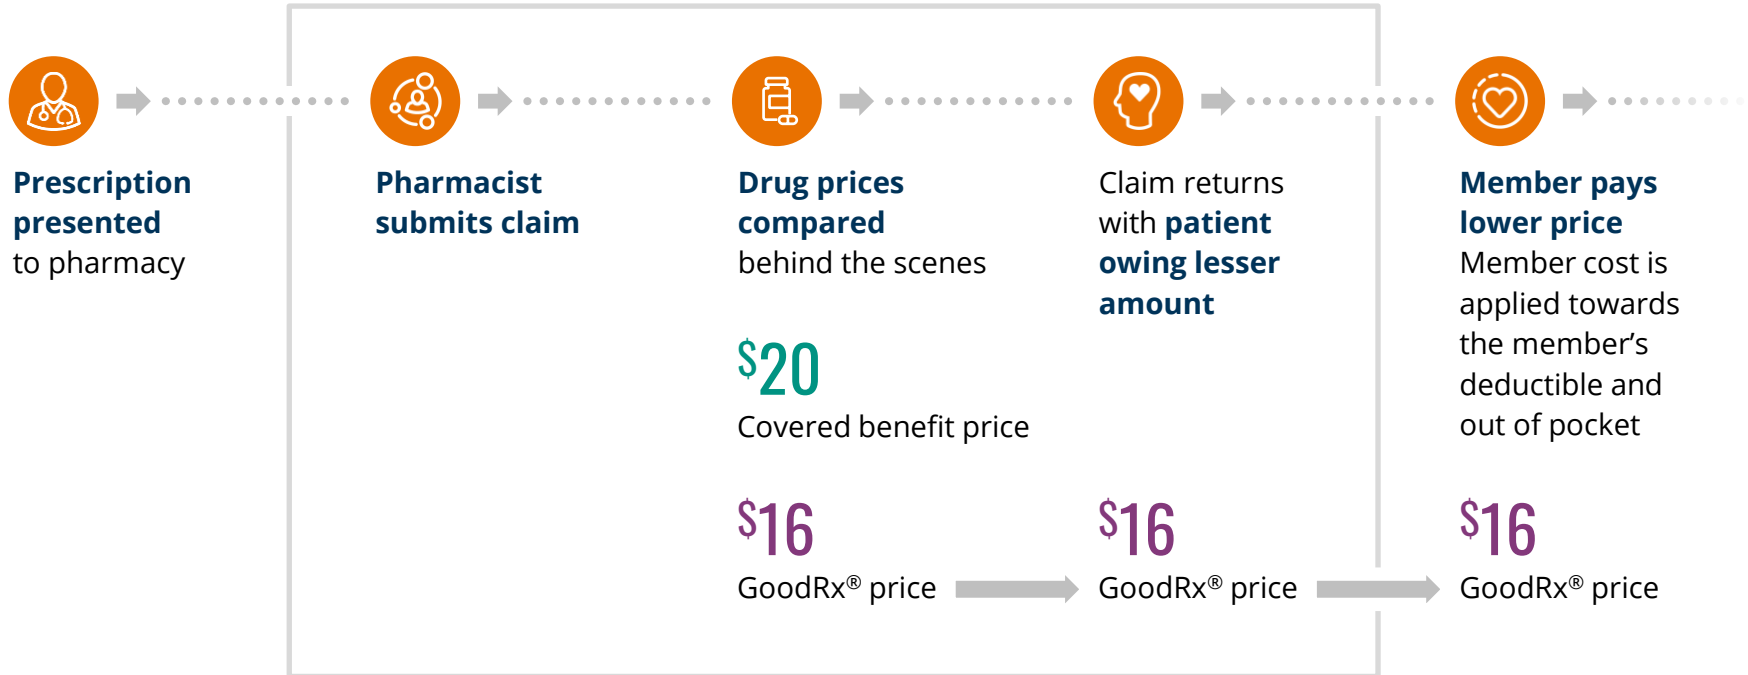 Prescription
presented
to pharmacy
Pharmacist
submits claim
Drug prices
compared
behind the scenes
$20
Covered benefit price
$16
GoodRx® price
Claim returns
with patient
owing lesser
amount
$16
GoodRx® price
Member pays
lower price
Member cost is
applied towards
the member’s
deductible and
out of pocket
$16
GoodRx® price